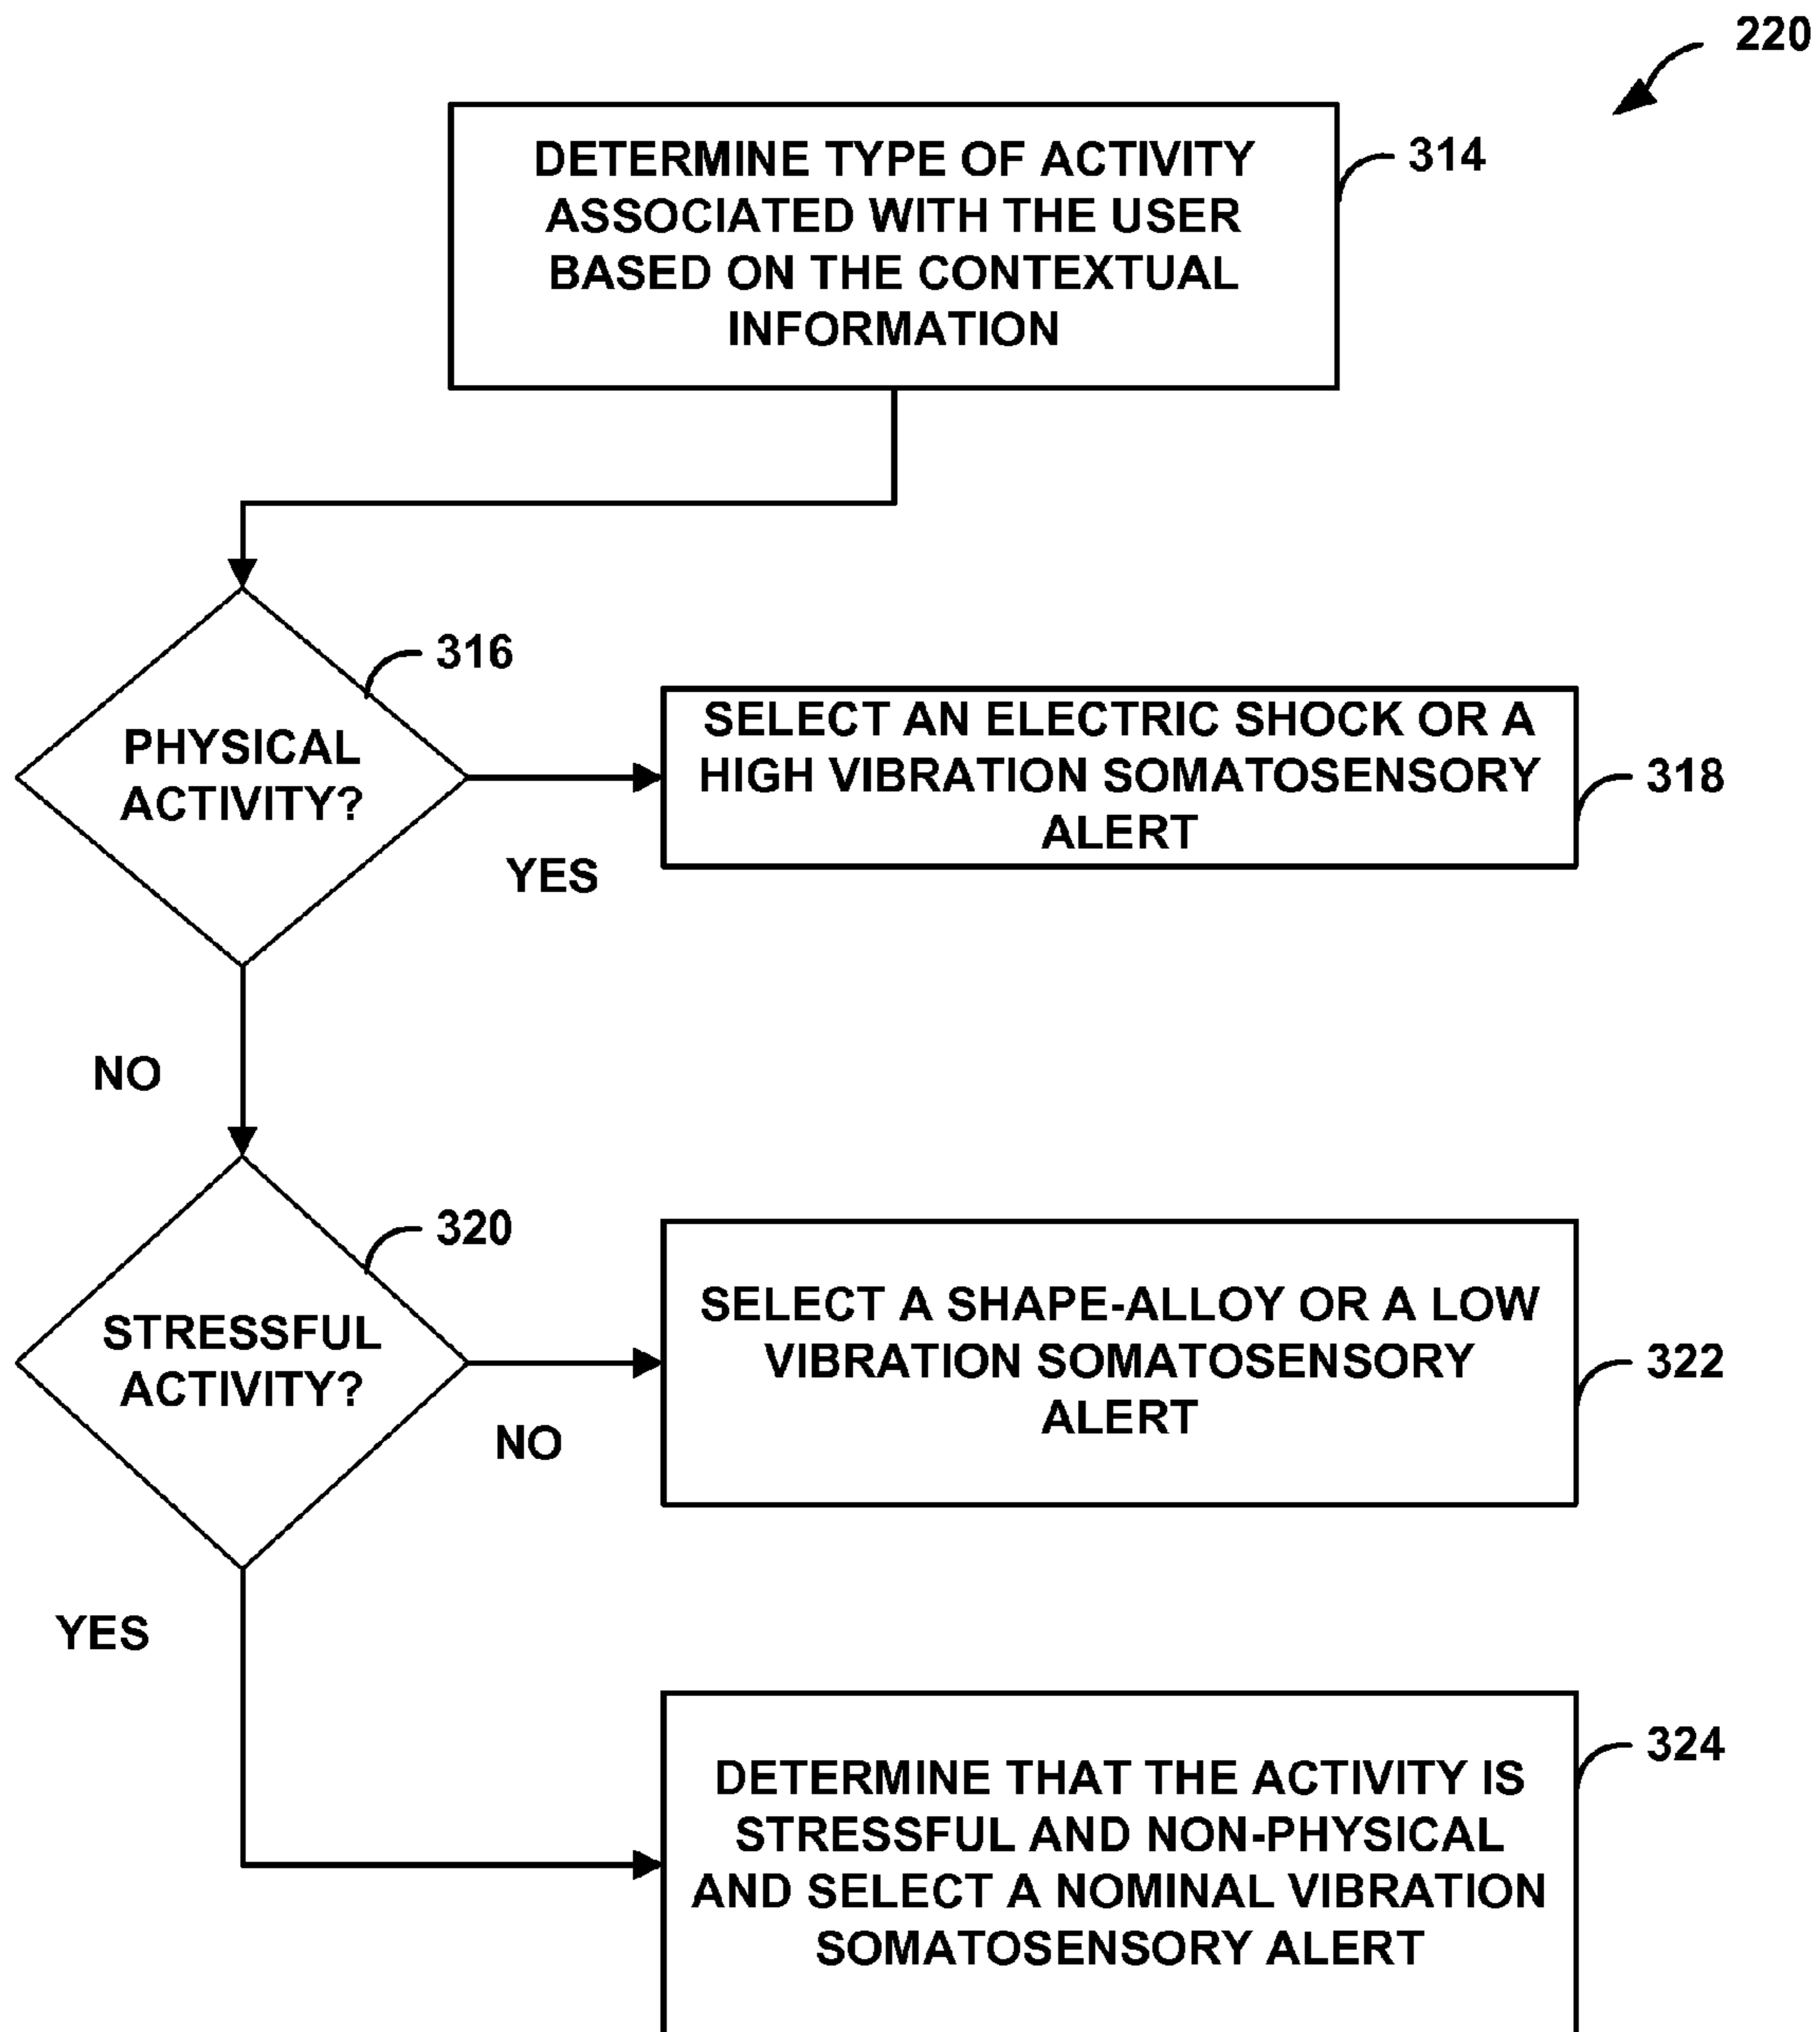 220
DETERMINE TYPE OF ACTIVITY
ASSOCIATED WITH THE USER
BASED ON THE CONTEXTUAL
INFORMATION
314
316
PHYSICAL
ACTIVITY?
YES
SELECT AN ELECTRIC SHOCK OR A
HIGH VIBRATION SOMATOSENSORY
ALERT
318
NO
320
STRESSFUL
ACTIVITY?
NO
SELECT A SHAPE-ALLOY OR A LOW
VIBRATION SOMATOSENSORY
ALERT
322
YES
DETERMINE THAT THE ACTIVITY IS
STRESSFUL AND NON-PHYSICAL
AND SELECT A NOMINAL VIBRATION
SOMATOSENSORY ALERT
324